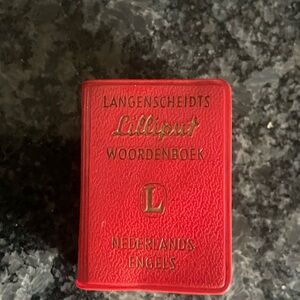 LANGENSCHEIDTS
Lilliput
WOORDENBOEK
L
NEDERLANDS
ENGELS